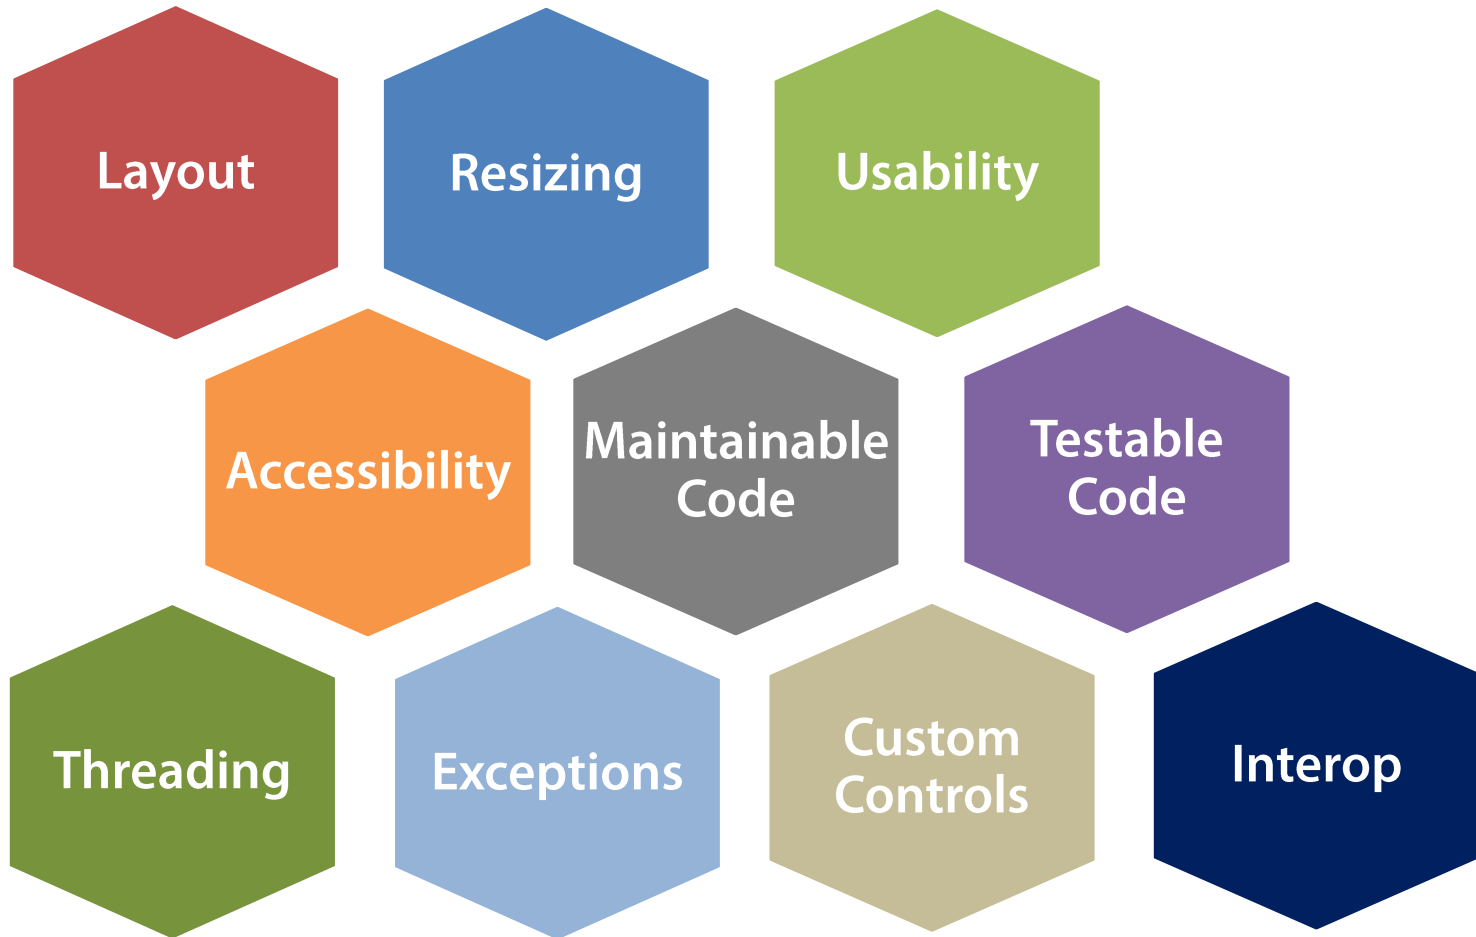 Layout
Resizing
Usability
Accessibility
Maintainable
Code
Testable
Code
Threading
Exceptions
Custom
Controls
Interop